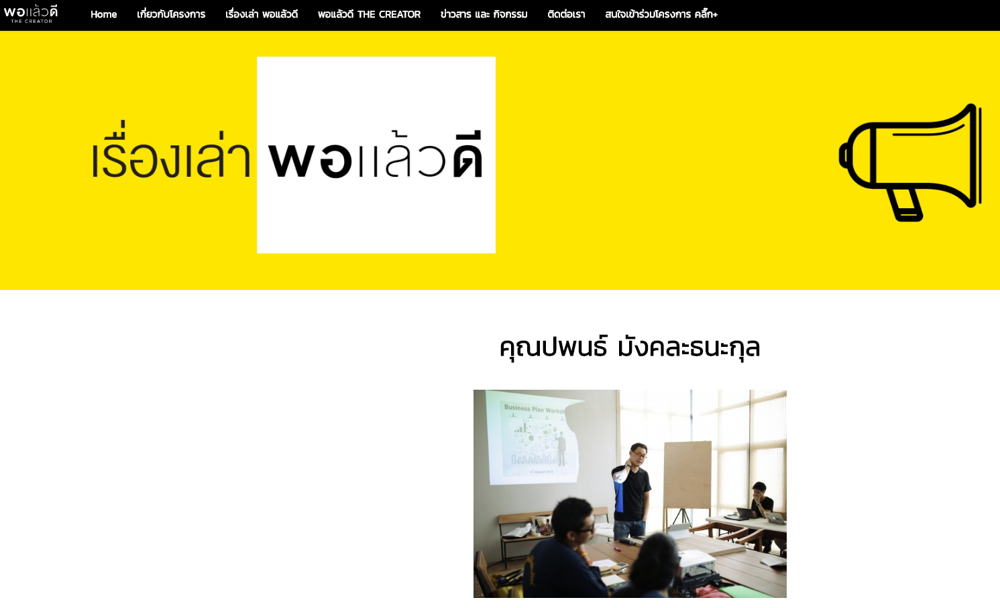 พอแล้วดี
THE CREATOR
Home
เกี่ยวกับโครงการ
เรื่องเล่า พอแล้วดี
พอแล้วดี THE CREATOR
ข่าวสาร และ กิจกรรม
ติดต่อเรา
สนใจเข้าร่วมโครงการ คลิ๊ก+
เรื่องเล่า พอแล้วดี
คุณปพนธ์ มังคละธนะกุล
Business Plan Worksh